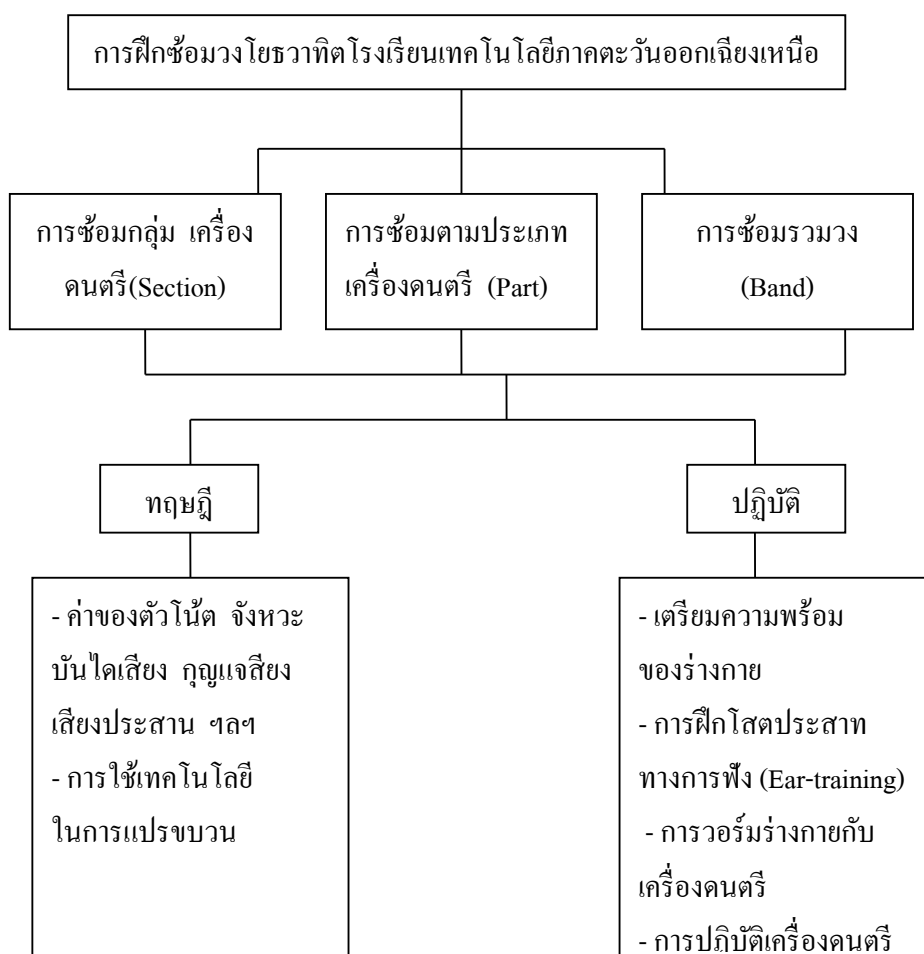 การฝึกซ้อมวงโยธวาทิตโรงเรียนเทคโนโลยีภาคตะวันออกเฉียงเหนือ
การซ้อมกลุ่ม เครื่อง
ดนตรี(Section)
การซ้อมตามประเภท
เครื่องดนตรี (Part)
การซ้อมรวมวง
(Band)
ทฤษฎี
ปฏิบัติ
- ค่าของตัวโน้ต จังหวะ
บันไดเสียง กุญแจสียง
เสียงประสาน ฯลฯ
- การใช้เทคโนโลยี
ในการแปรขบวน
- เตรียมความพร้อม
ของร่างกาย
- การฝึกโสตประสาท
ทางการฟัง (Ear-training)
- การวอร์มร่างกายกับ
เครื่องดนตรี
- การปฏิบัติเครื่องดนตรี